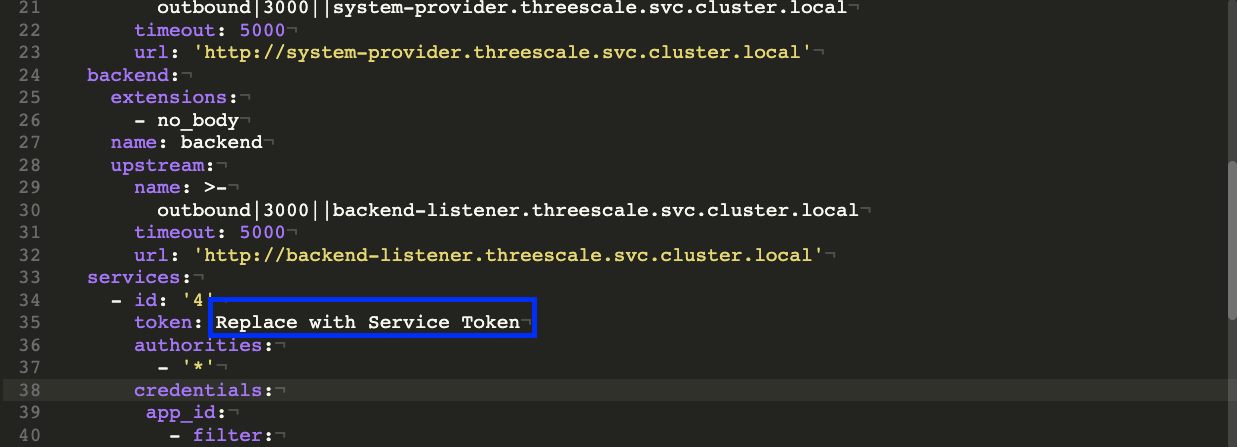 21 outbound|3000||system-provider.threescale.svc.cluster.local¬
22 timeout: 5000¬
23 url: 'http://system-provider.threescale.svc.cluster.local'¬
24 backend:¬
25 extensions:¬
26 - no_body¬
27 name: backend¬
28 upstream:¬
29 name: >-¬
30 outbound|3000||backend-listener.threescale.svc.cluster.local¬
31 timeout: 5000¬
32 url: 'http://backend-listener.threescale.svc.cluster.local'¬
33 services:¬
34 - id: '4'¬
35 token: Replace with Service Token¬
36 authorities:¬
37 - '*'¬
38 credentials:¬
39 app_id:¬
40 - filter:¬